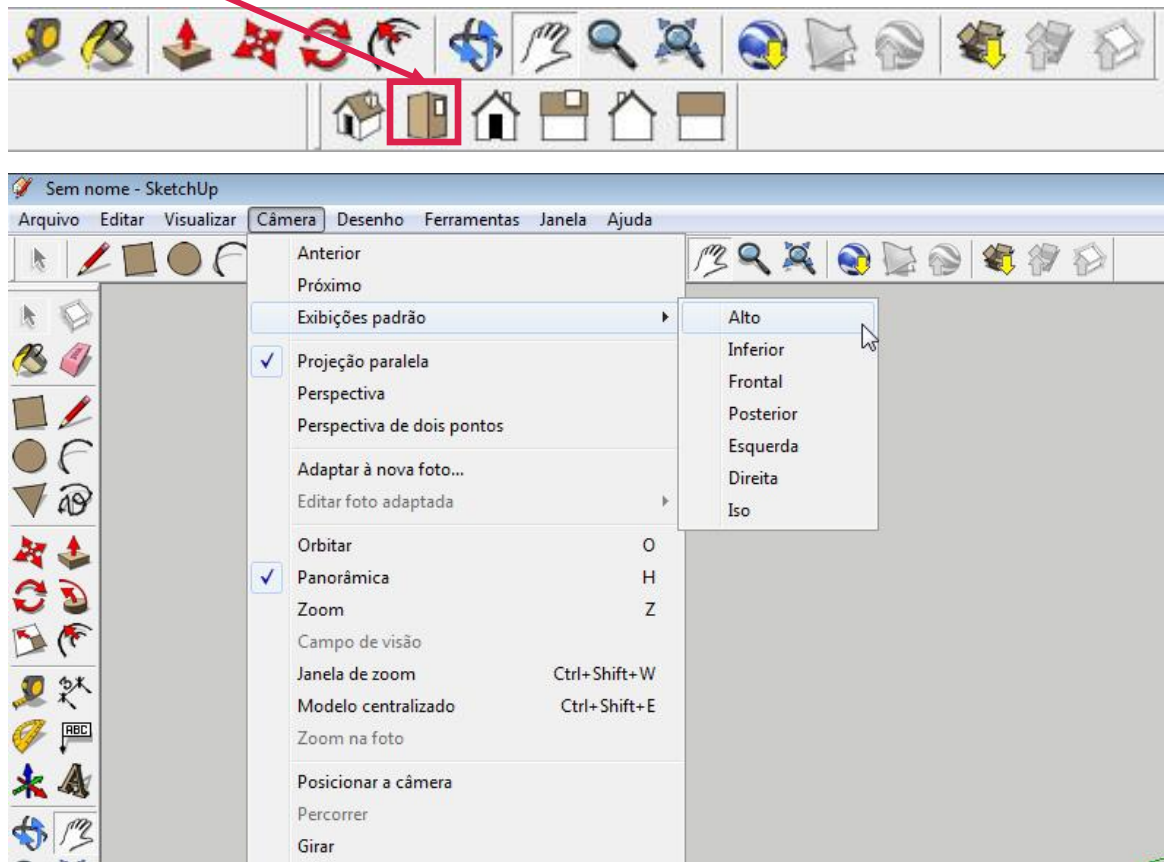 Sem nome - SketchUp
Arquivo Editar Visualizar Câmera Desenho Ferramentas Janela Ajuda
Anterior
Próximo
Exibições padrão
Alto
Inferior
Frontal
Posterior
Esquerda
Direita
Iso
Projeção paralela
Perspectiva
Perspectiva de dois pontos
Adaptar à nova foto...
Editar foto adaptada
Orbitar O
Panorâmica H
Zoom Z
Campo de visão
Janela de zoom Ctrl+Shift+W
Modelo centralizado Ctrl+Shift+E
Zoom na foto
Posicionar a câmera
Percorrer
Girar
ABC
A